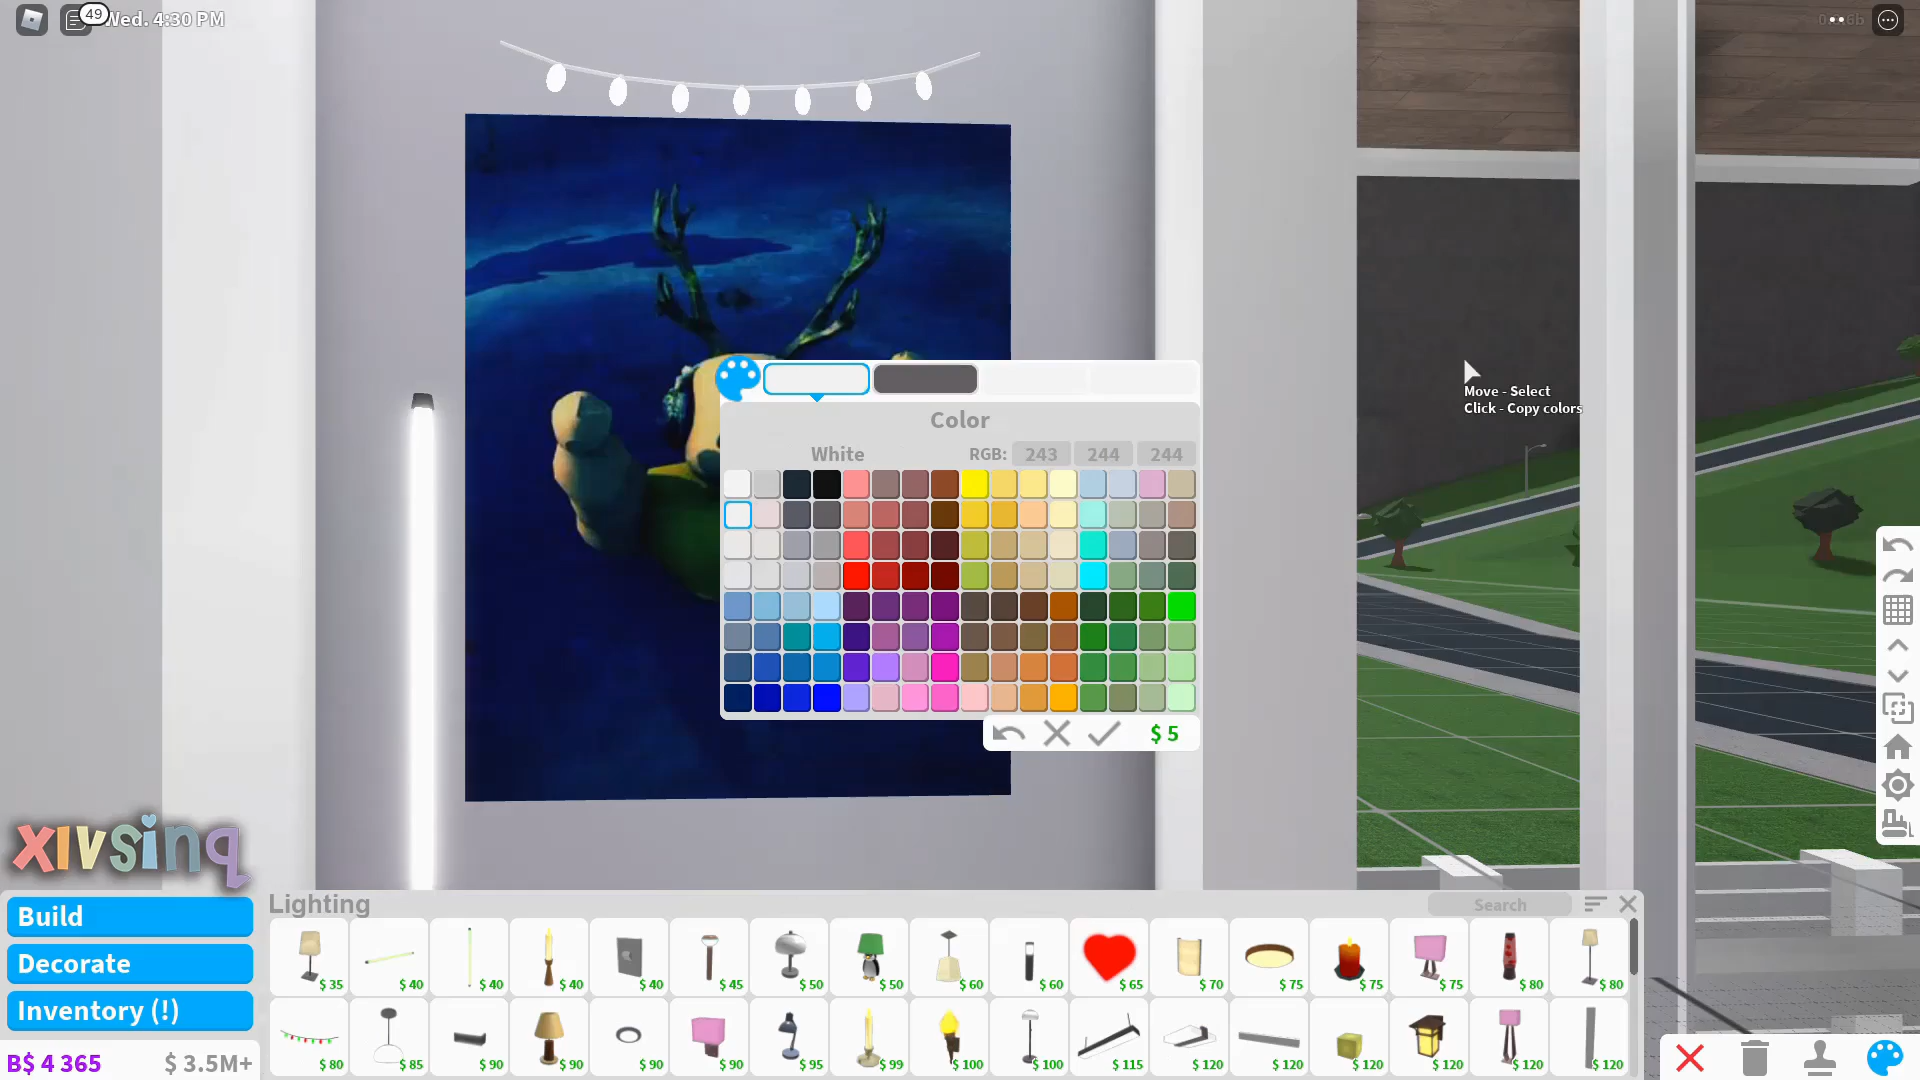 49
Wed. 4:30 PM
Move - Select
Click - Copy colors
Color
White RGB: 243 244 244
$ 5
xivsinq
Build
Decorate
Inventory (!)
B$ 4 365 $ 3.5M+
Lighting Search
$ 35 $ 40 $ 40 $ 40 $ 40 $ 45 $ 50 $ 50 $ 60 $ 60 $ 65 $ 70 $ 75 $ 75 $ 75 $ 80 $ 80
$ 80 $ 85 $ 90 $ 90 $ 90 $ 90 $ 95 $ 99 $ 100 $ 100 $ 115 $ 120 $ 120 $ 120 $ 120 $ 120 $ 120